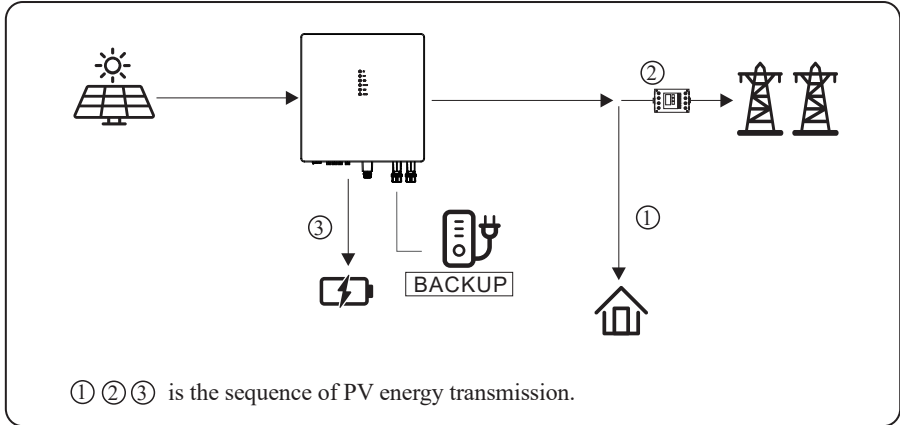 ②
①
③
BACKUP
① ② ③ is the sequence of PV energy transmission.